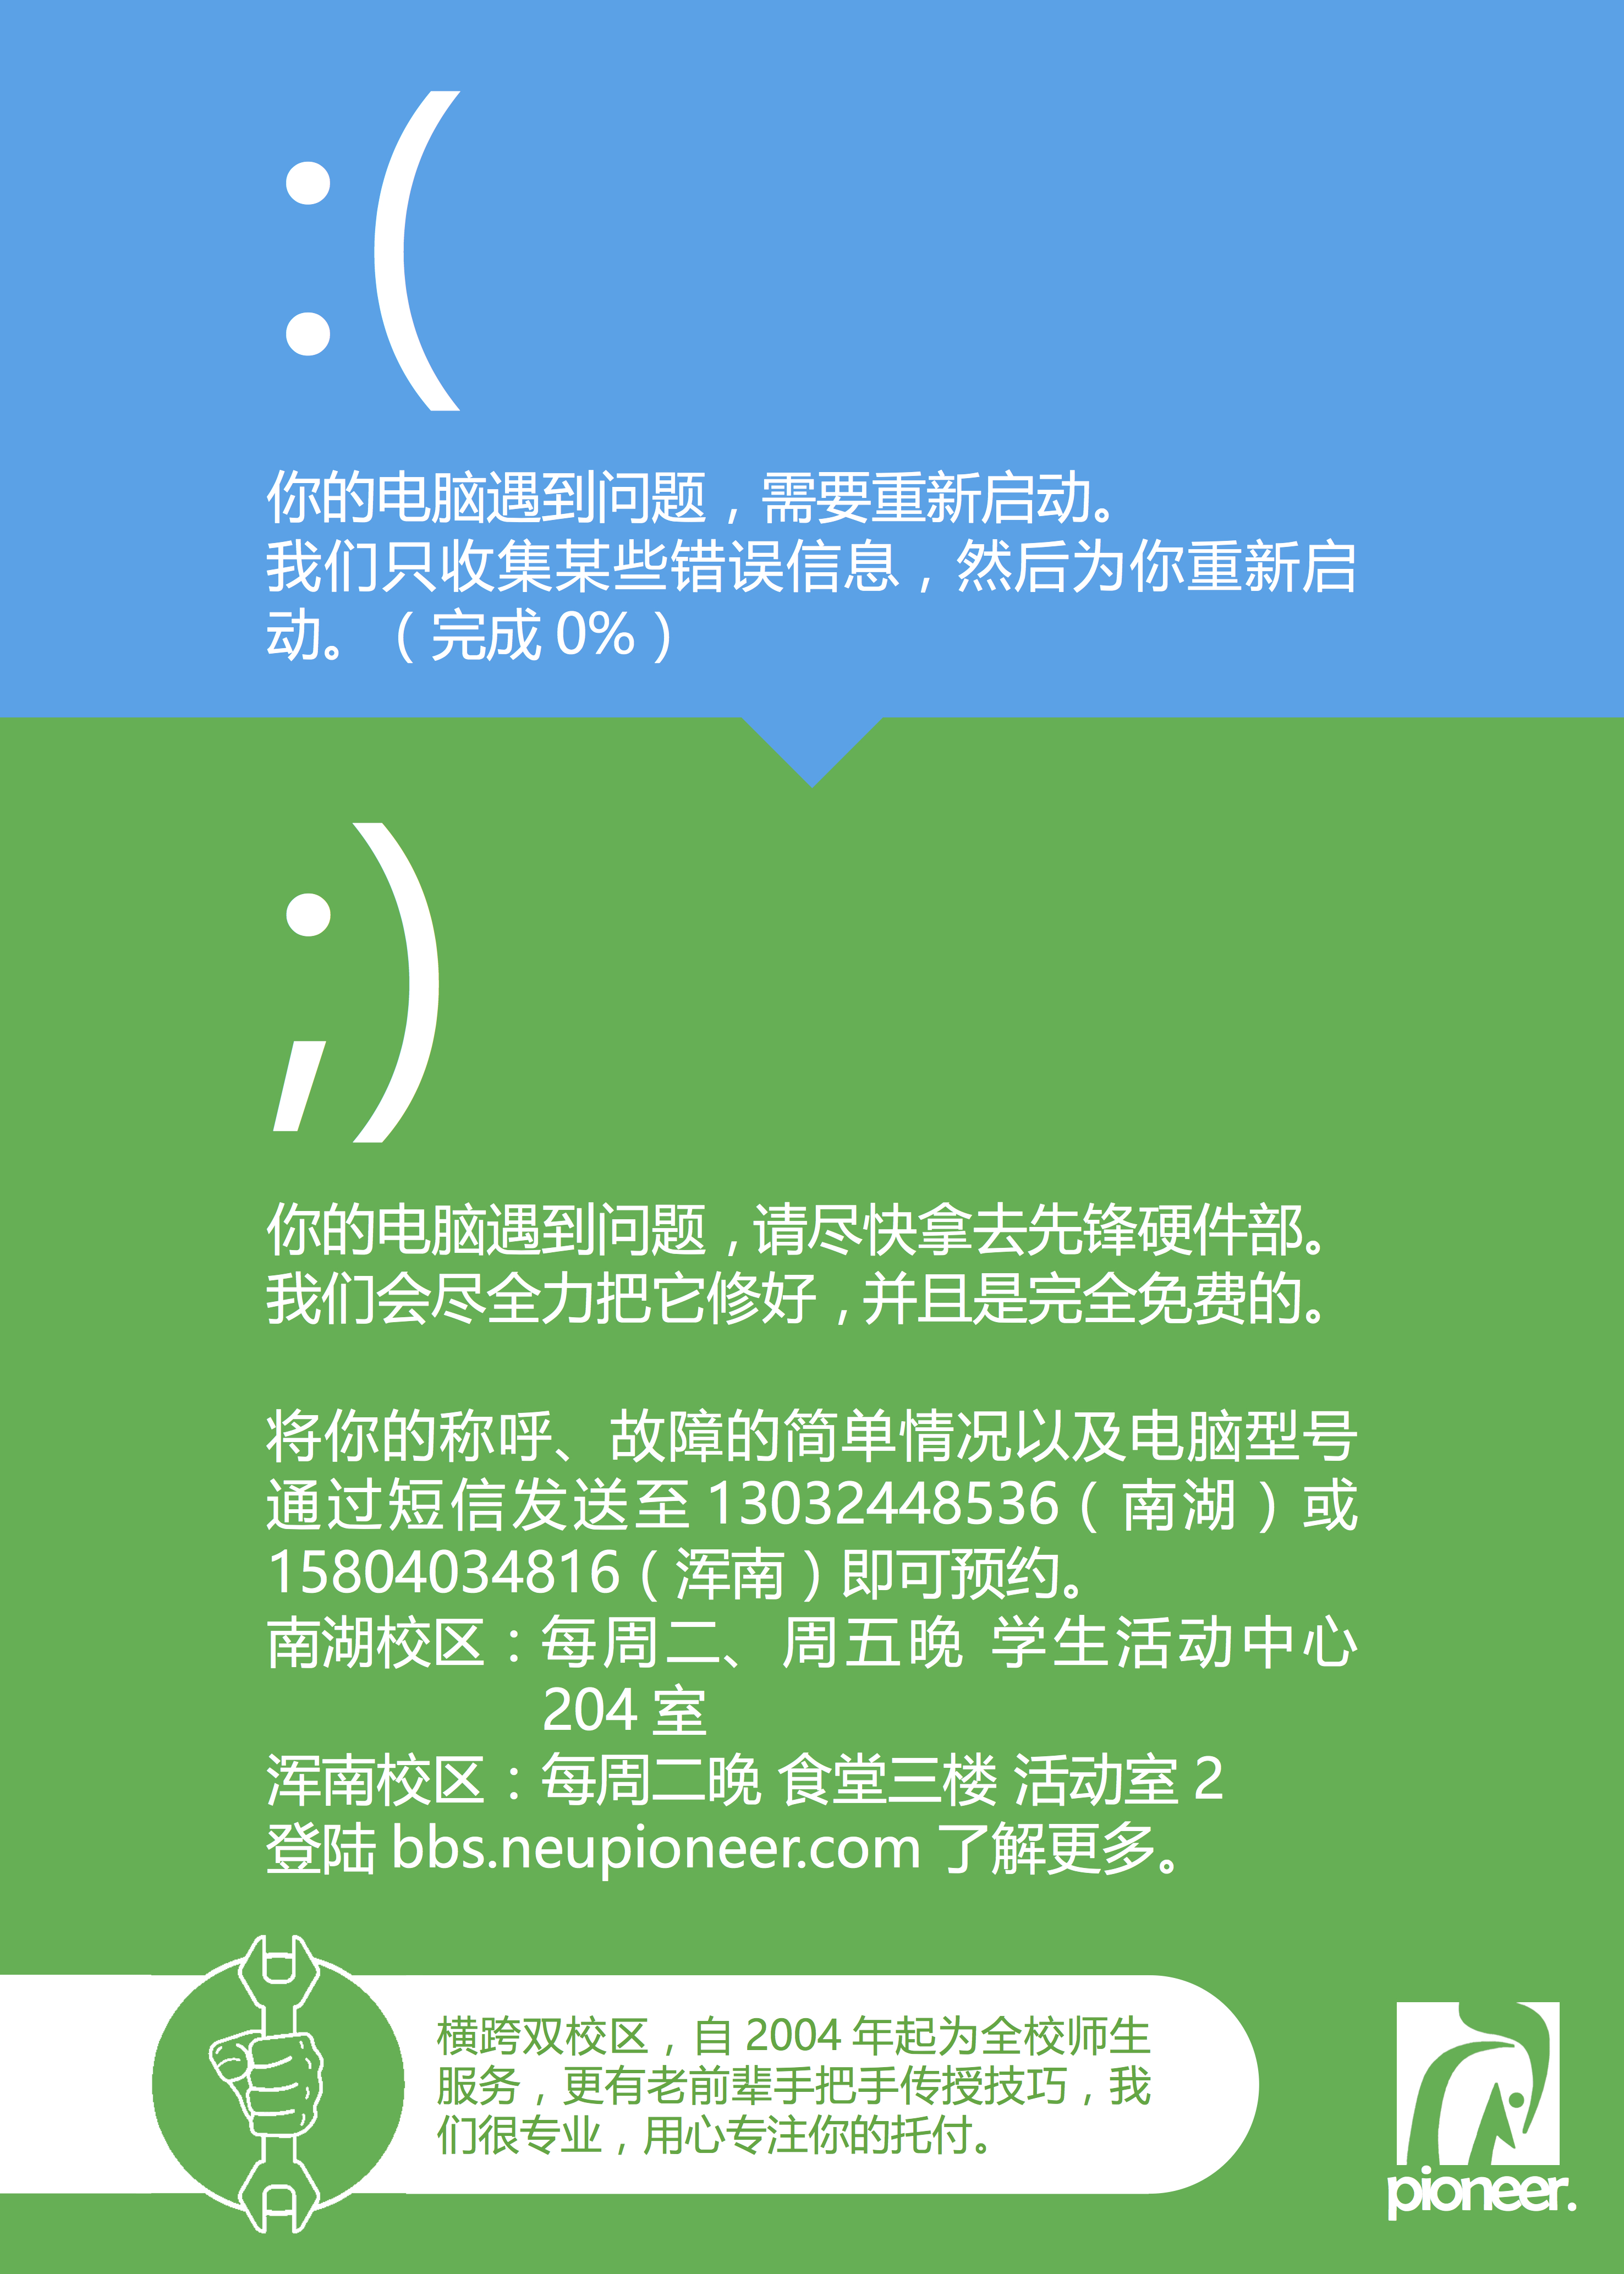 :(
你的电脑遇到问题，需要重新启动。
我们只收集某些错误信息，然后为你重新启
动。（完成 0%）
;)
你的电脑遇到问题，请尽快拿去先锋硬件部。
我们会尽全力把它修好，并且是完全免费的。
将你的称呼、故障的简单情况以及电脑型号
通过短信发送至 13032448536（南湖）或
15804034816（浑南）即可预约。
南湖校区：每周二、周五晚 学生活动中心
204 室
浑南校区：每周二晚 食堂三楼 活动室 2
登陆 bbs.neupioneer.com 了解更多。
横跨双校区，自 2004 年起为全校师生
服务，更有老前辈手把手传授技巧，我
们很专业，用心专注你的托付。
pioneer.